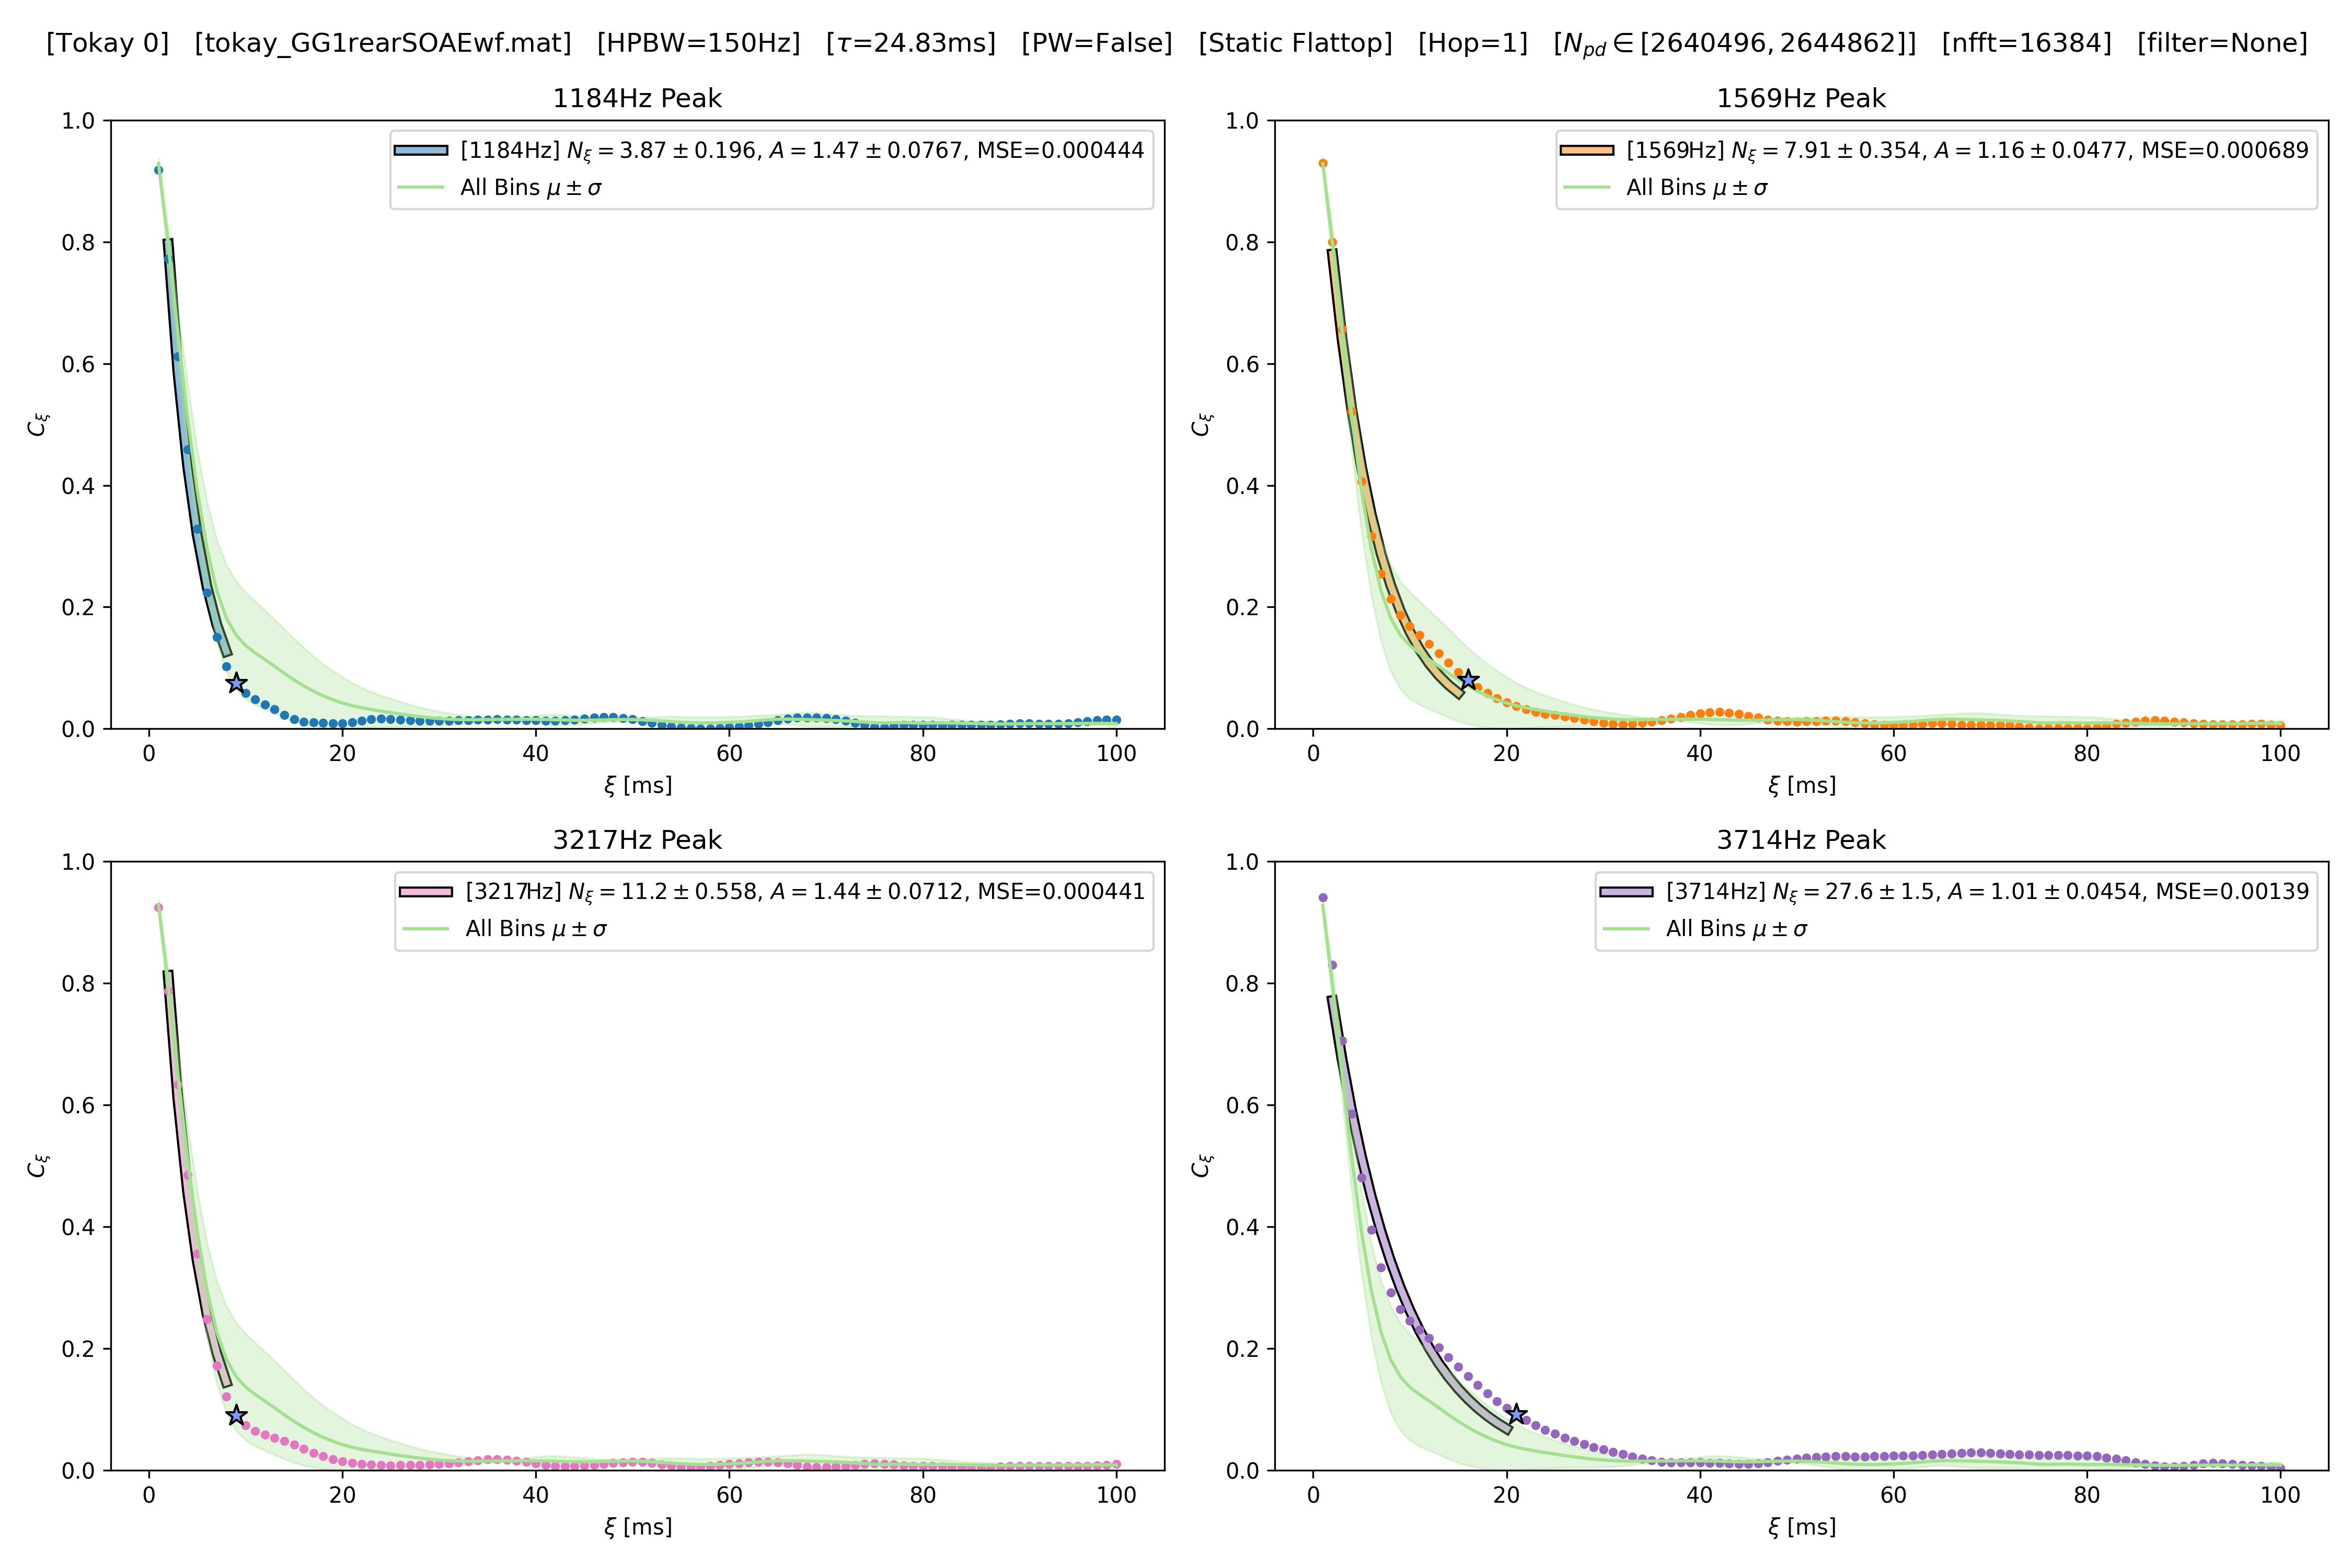 [Tokay 0] [tokay_GG1rearSOAEwf.mat] [HPBW=150Hz] [τ=24.83ms] [PW=False] [Static Flattop] [Hop=1] [N_pd ∈ [2640496, 2644862]] [nfft=16384] [filter=None]
1184Hz Peak
[1184Hz] N_ξ = 3.87 ± 0.196, A = 1.47 ± 0.0767, MSE=0.000444
All Bins μ ± σ
1.0
0.8
0.6
0.4
0.2
0.0
C_ξ
0 20 40 60 80 100
ξ [ms]
1569Hz Peak
[1569Hz] N_ξ = 7.91 ± 0.354, A = 1.16 ± 0.0477, MSE=0.000689
All Bins μ ± σ
1.0
0.8
0.6
0.4
0.2
0.0
C_ξ
0 20 40 60 80 100
ξ [ms]
3217Hz Peak
[3217Hz] N_ξ = 11.2 ± 0.558, A = 1.44 ± 0.0712, MSE=0.000441
All Bins μ ± σ
1.0
0.8
0.6
0.4
0.2
0.0
C_ξ
0 20 40 60 80 100
ξ [ms]
3714Hz Peak
[3714Hz] N_ξ = 27.6 ± 1.5, A = 1.01 ± 0.0454, MSE=0.00139
All Bins μ ± σ
1.0
0.8
0.6
0.4
0.2
0.0
C_ξ
0 20 40 60 80 100
ξ [ms]